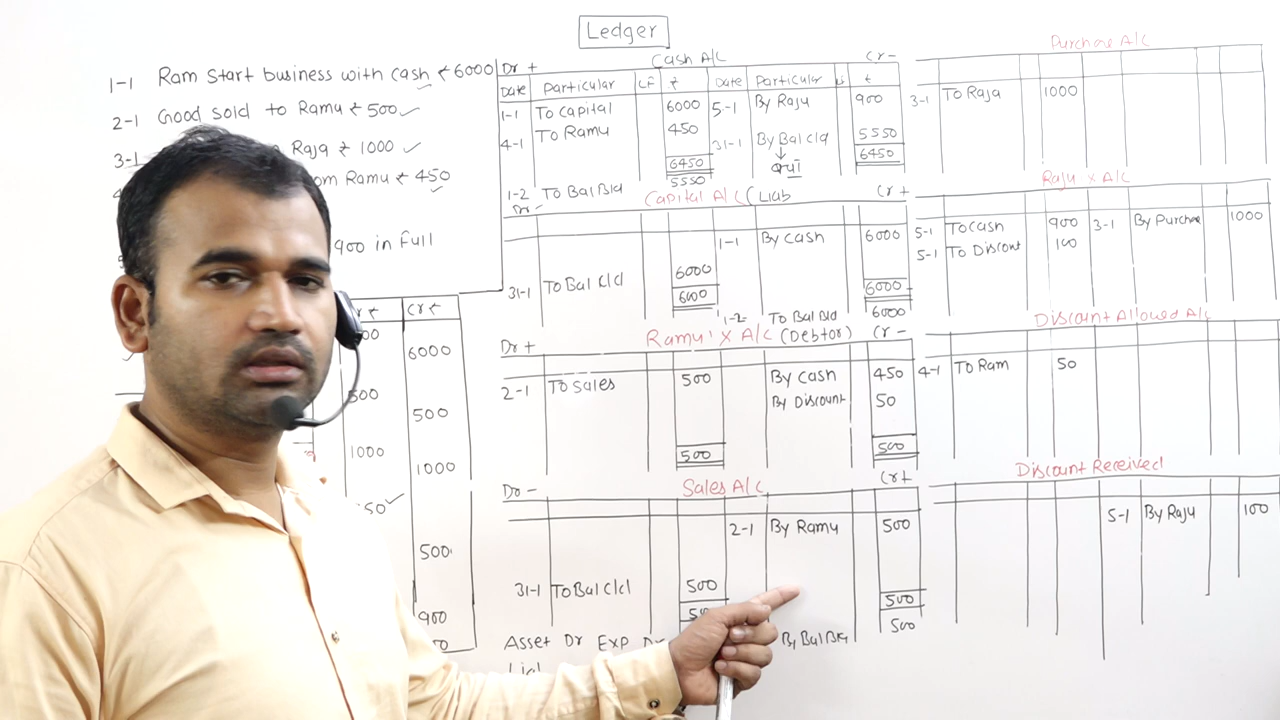 Ledger
1-1 Ram Start business with cash ₹ 6000
2-1 Good sold to Ramu ₹ 500
3-1 Raja ₹ 1000
om Ramu ₹ 450
900 in full
₹ Cr ₹
6000
500
500
1000
1000
50
500
900
Dr + Cash A/C Cr -
Date Particular LF ₹ Date Particular ₹
1-1 To capital 6000 5-1 By Raju 900
4-1 To Ramu 450 31-1 By Bal c/d 5550
6450 6450
1-2 To Bal B/d 5550
Dr - Capital A/C (Liab Cr +
1-1 By cash 6000
31-1 To Bal c/d 6000
6000 6000
1-2 To Bal B/d 6000
Dr + Ramu' X A/c (Debtor) Cr -
2-1 To sales 500 By cash 450
By Discount 50
500 500
Dr - Sales A/C Cr +
2-1 By Ramu 500
31-1 To Bal c/d 500
500
500
Asset Dr Exp Dr
Purchase A/C
3-1 To Raja 1000
Raju X A/C
5-1 To cash 900 3-1 By Purchase 1000
5-1 To Discont 100
Discount Allowed A/C
4-1 To Ram 50
Discount Received
5-1 By Raju 100